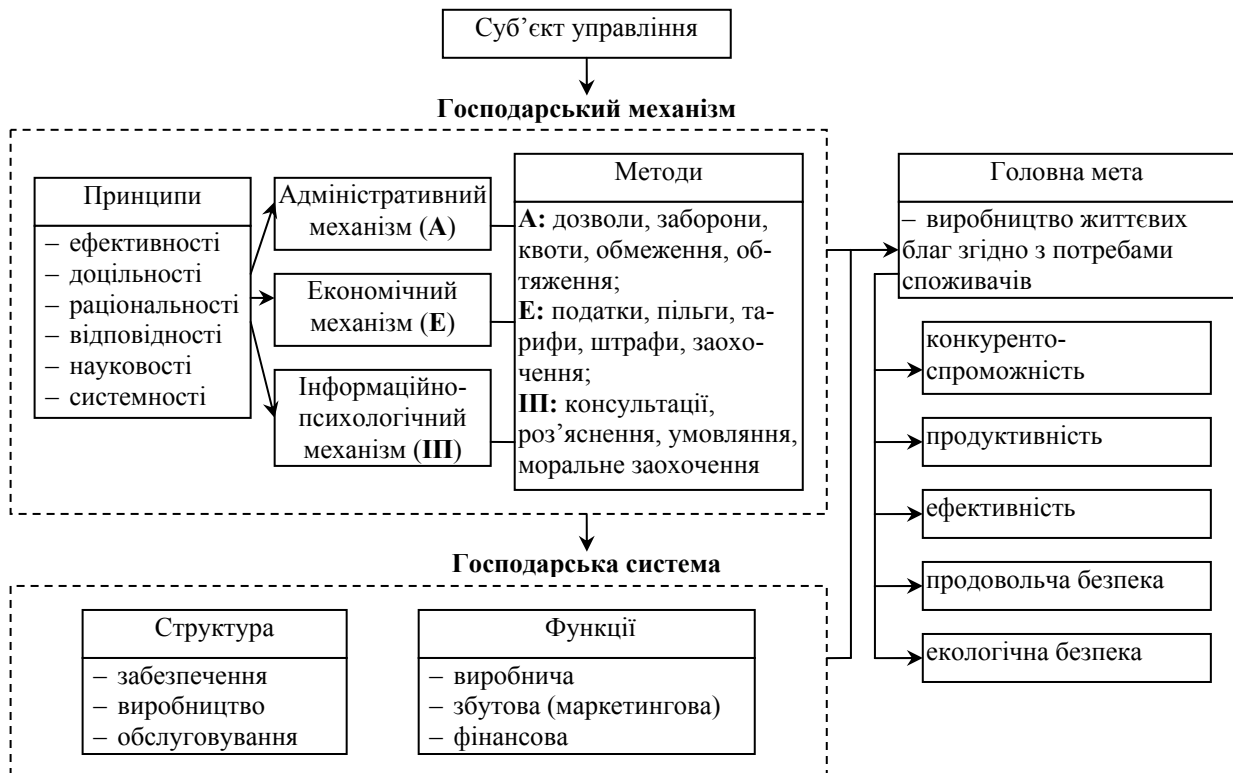 Суб’єкт управління
Господарський механізм
Принципи
– ефективності
– доцільності
– раціональності
– відповідності
– науковості
– системності
Адміністративний
механізм (А)
Економічний
механізм (Е)
Інформаційно-
психологічний
механізм (ІП)
Методи
А: дозволи, заборони,
квоти, обмеження, об-
тяження;
Е: податки, пільги, та-
рифи, штрафи, заохо-
чення;
ІП: консультації,
роз’яснення, умовляння,
моральне заохочення
Головна мета
– виробництво життєвих
благ згідно з потребами
споживачів
конкуренто-
спроможність
продуктивність
ефективність
продовольча безпека
екологічна безпека
Господарська система
Структура
– забезпечення
– виробництво
– обслуговування
Функції
– виробнича
– збутова (маркетингова)
– фінансова